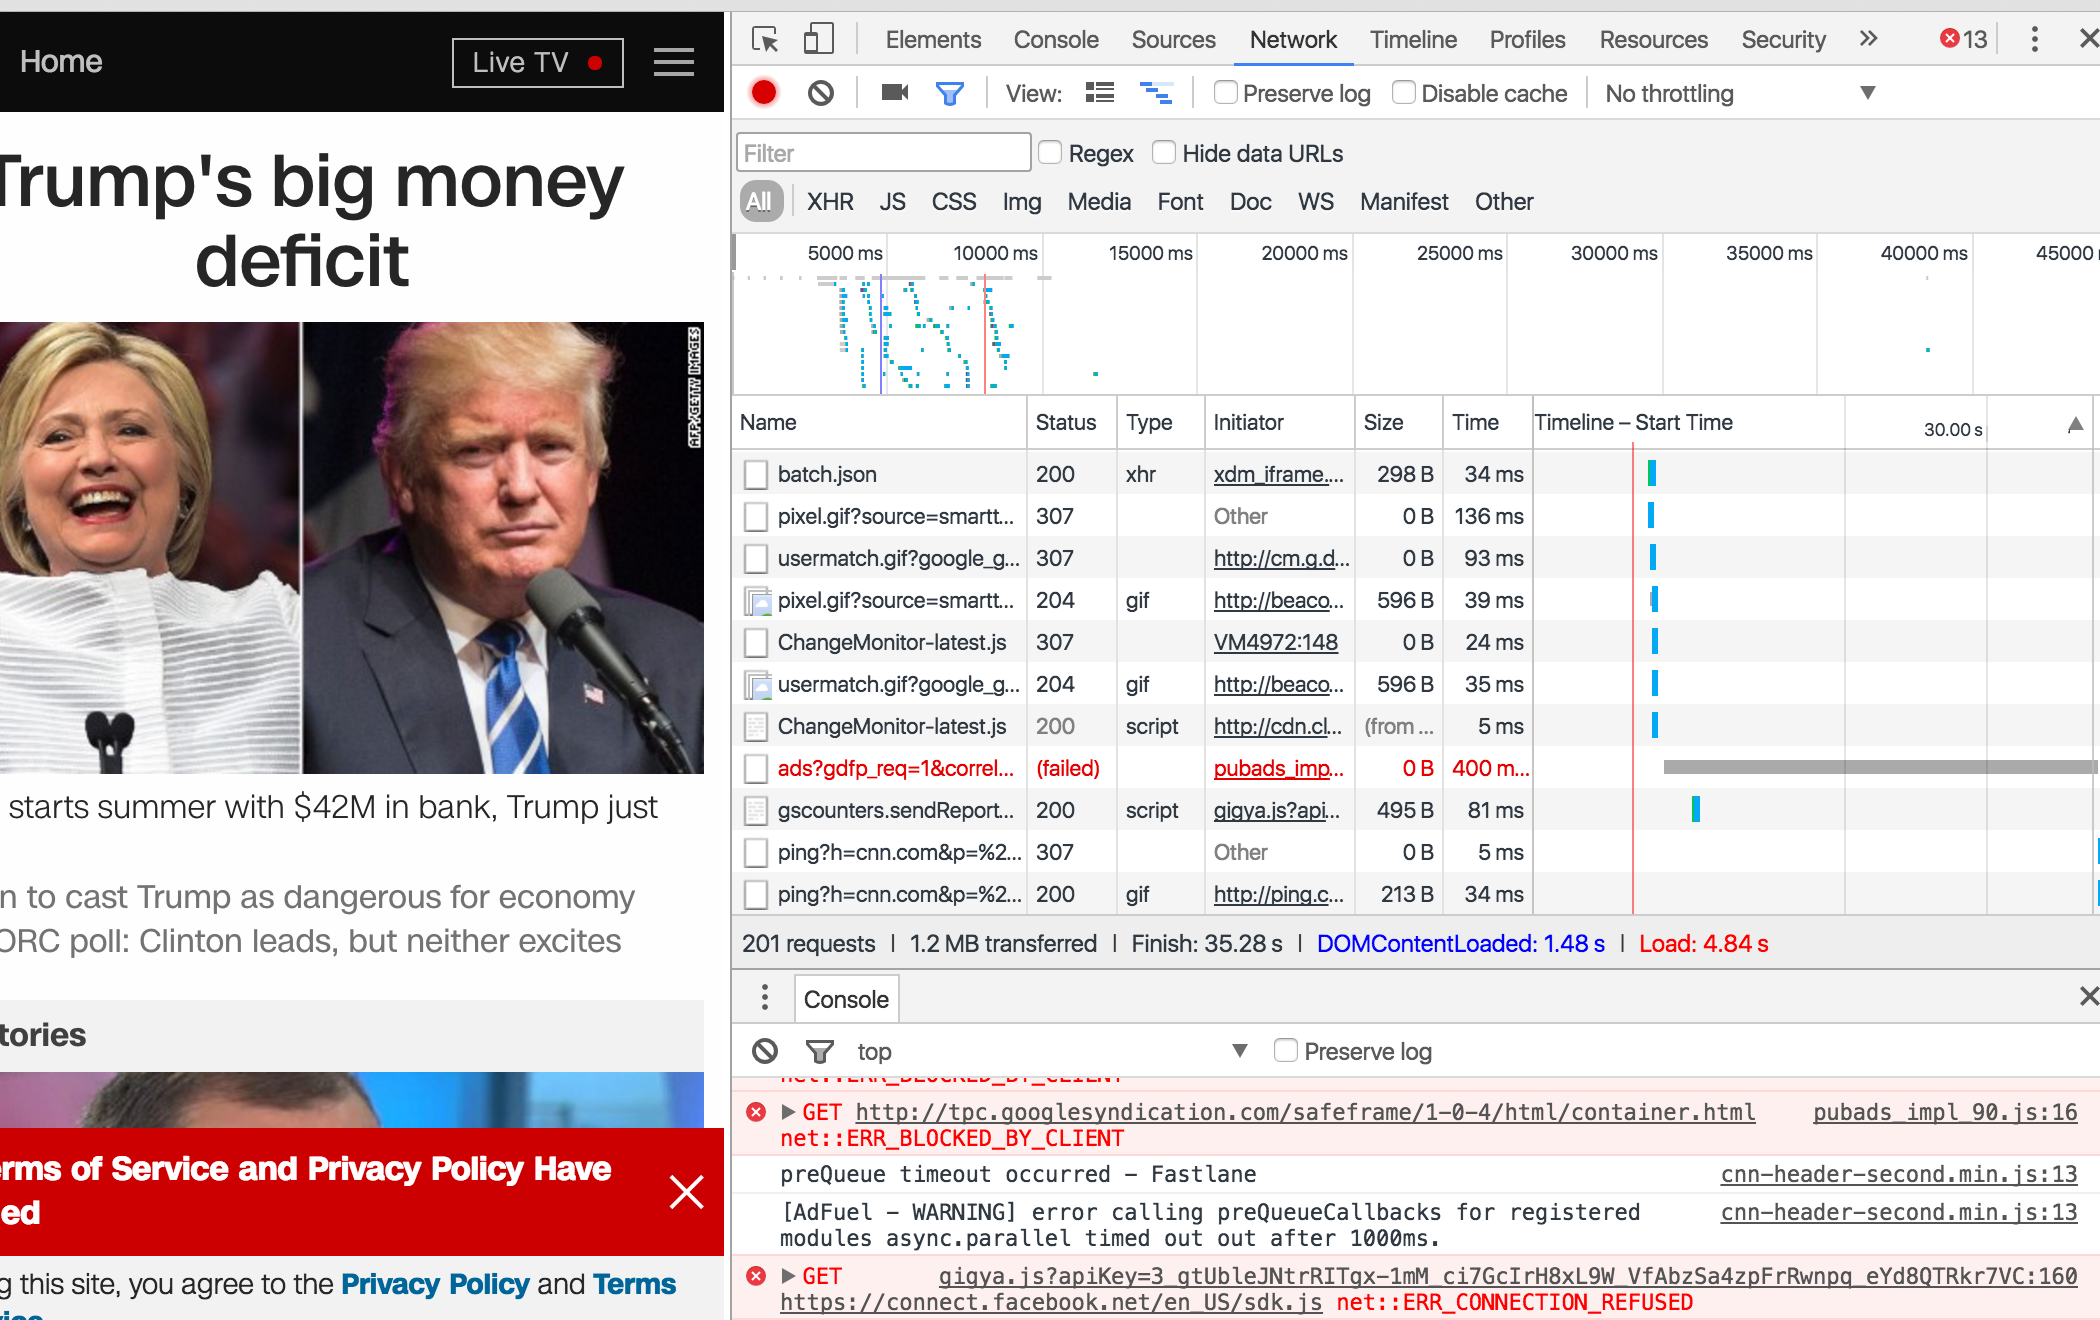 Home
Live TV
Trump's big money
deficit
AFP/GETTY IMAGES
starts summer with $42M in bank, Trump just
n to cast Trump as dangerous for economy
ORC poll: Clinton leads, but neither excites
tories
erms of Service and Privacy Policy Have
ed
g this site, you agree to the Privacy Policy and Terms
Elements Console Sources Network Timeline Profiles Resources Security » 13
View: Preserve log Disable cache No throttling
Filter Regex Hide data URLs
All XHR JS CSS Img Media Font Doc WS Manifest Other
5000 ms 10000 ms 15000 ms 20000 ms 25000 ms 30000 ms 35000 ms 40000 ms 45000
Name Status Type Initiator Size Time Timeline – Start Time 30.00 s
batch.json 200 xhr xdm_iframe.... 298 B 34 ms
pixel.gif?source=smartt... 307 Other 0 B 136 ms
usermatch.gif?google_g... 307 http://cm.g.d... 0 B 93 ms
pixel.gif?source=smartt... 204 gif http://beaco... 596 B 39 ms
ChangeMonitor-latest.js 307 VM4972:148 0 B 24 ms
usermatch.gif?google_g... 204 gif http://beaco... 596 B 35 ms
ChangeMonitor-latest.js 200 script http://cdn.cl... (from ... 5 ms
ads?gdfp_req=1&correl... (failed) pubads_imp... 0 B 400 m...
gscounters.sendReport... 200 script gigya.js?api... 495 B 81 ms
ping?h=cnn.com&p=%2... 307 Other 0 B 5 ms
ping?h=cnn.com&p=%2... 200 gif http://ping.c... 213 B 34 ms
201 requests | 1.2 MB transferred | Finish: 35.28 s | DOMContentLoaded: 1.48 s | Load: 4.84 s
Console
top Preserve log
net::ERR_BLOCKED_BY_CLIENT
GET http://tpc.googlesyndication.com/safeframe/1-0-4/html/container.html pubads_impl_90.js:16
net::ERR_BLOCKED_BY_CLIENT
preQueue timeout occurred – Fastlane cnn-header-second.min.js:13
[AdFuel – WARNING] error calling preQueueCallbacks for registered cnn-header-second.min.js:13
modules async.parallel timed out out after 1000ms.
GET gigya.js?apiKey=3_gtUbleJNtrRITgx-1mM_ci7GcIrH8xL9W_VfAbzSa4zpFrRwnpq_eYd8QTRkr7VC:160
https://connect.facebook.net/en_US/sdk.js net::ERR_CONNECTION_REFUSED